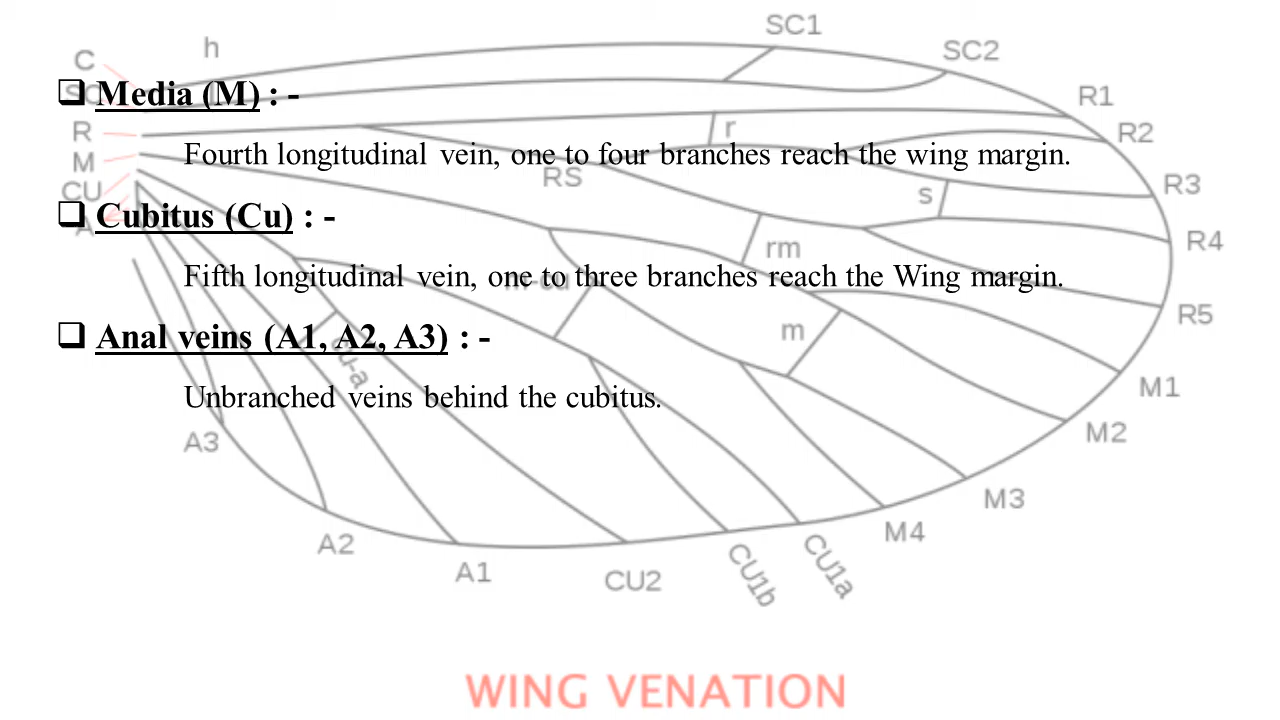 C
h
SC1
SC2
SC
❑ Media (M) : -
R1
R
r
R2
M
Fourth longitudinal vein, one to four branches reach the wing margin.
RS
R3
CU
s
❑ Cubitus (Cu) : -
A
R4
rm
Fifth longitudinal vein, one to three branches reach the Wing margin.
m-cu
R5
m
❑ Anal veins (A1, A2, A3) : -
cu-a
M1
Unbranched veins behind the cubitus.
A3
M2
M3
M4
A2
A1
CU2
CU1b
CU1a
WING VENATION